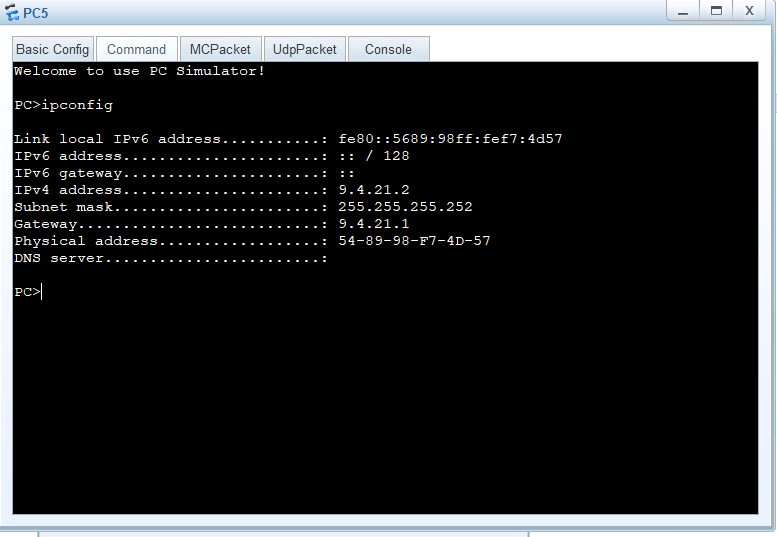 PC5
X
Basic Config Command MCPacket UdpPacket Console
Welcome to use PC Simulator!
PC>ipconfig
Link local IPv6 address...........: fe80::5689:98ff:fef7:4d57
IPv6 address......................: :: / 128
IPv6 gateway......................: ::
IPv4 address......................: 9.4.21.2
Subnet mask.......................: 255.255.255.252
Gateway...........................: 9.4.21.1
Physical address..................: 54-89-98-F7-4D-57
DNS server........................:
PC>